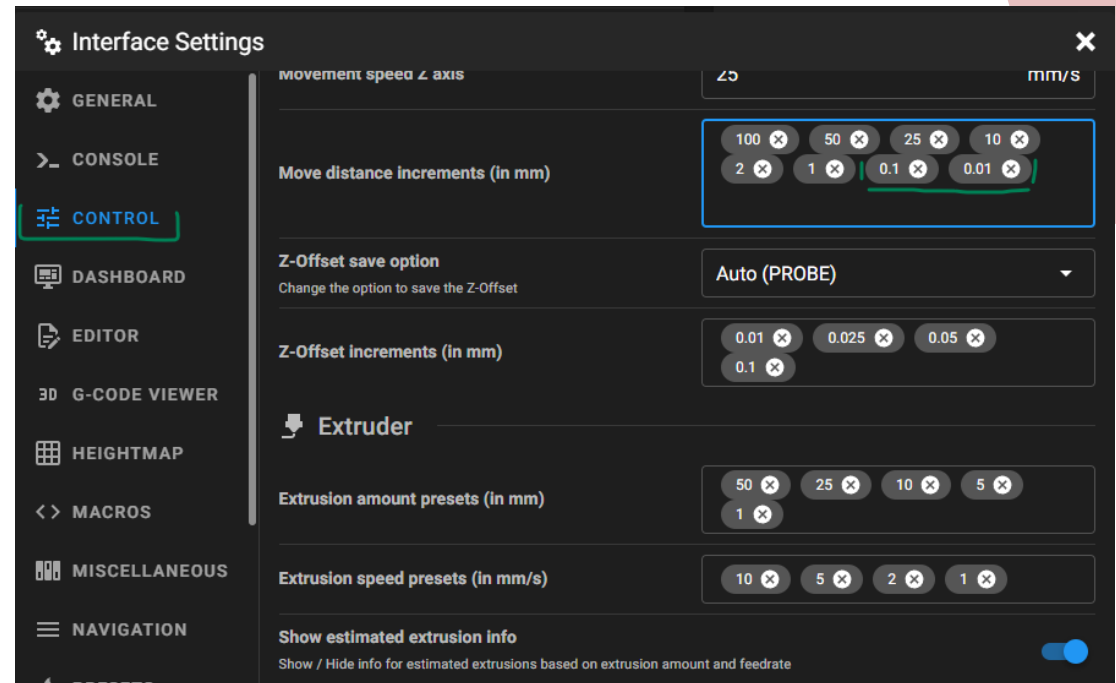 Interface Settings
GENERAL
CONSOLE
CONTROL
DASHBOARD
EDITOR
3D G-CODE VIEWER
HEIGHTMAP
MACROS
MISCELLANEOUS
NAVIGATION
PRESETS
Movement speed Z axis
25 mm/s
Move distance increments (in mm)
100 50 25 10
2 1 0.1 0.01
Z-Offset save option
Change the option to save the Z-Offset
Auto (PROBE)
Z-Offset increments (in mm)
0.01 0.025 0.05
0.1
Extruder
Extrusion amount presets (in mm)
50 25 10 5
1
Extrusion speed presets (in mm/s)
10 5 2 1
Show estimated extrusion info
Show / Hide info for estimated extrusions based on extrusion amount and feedrate